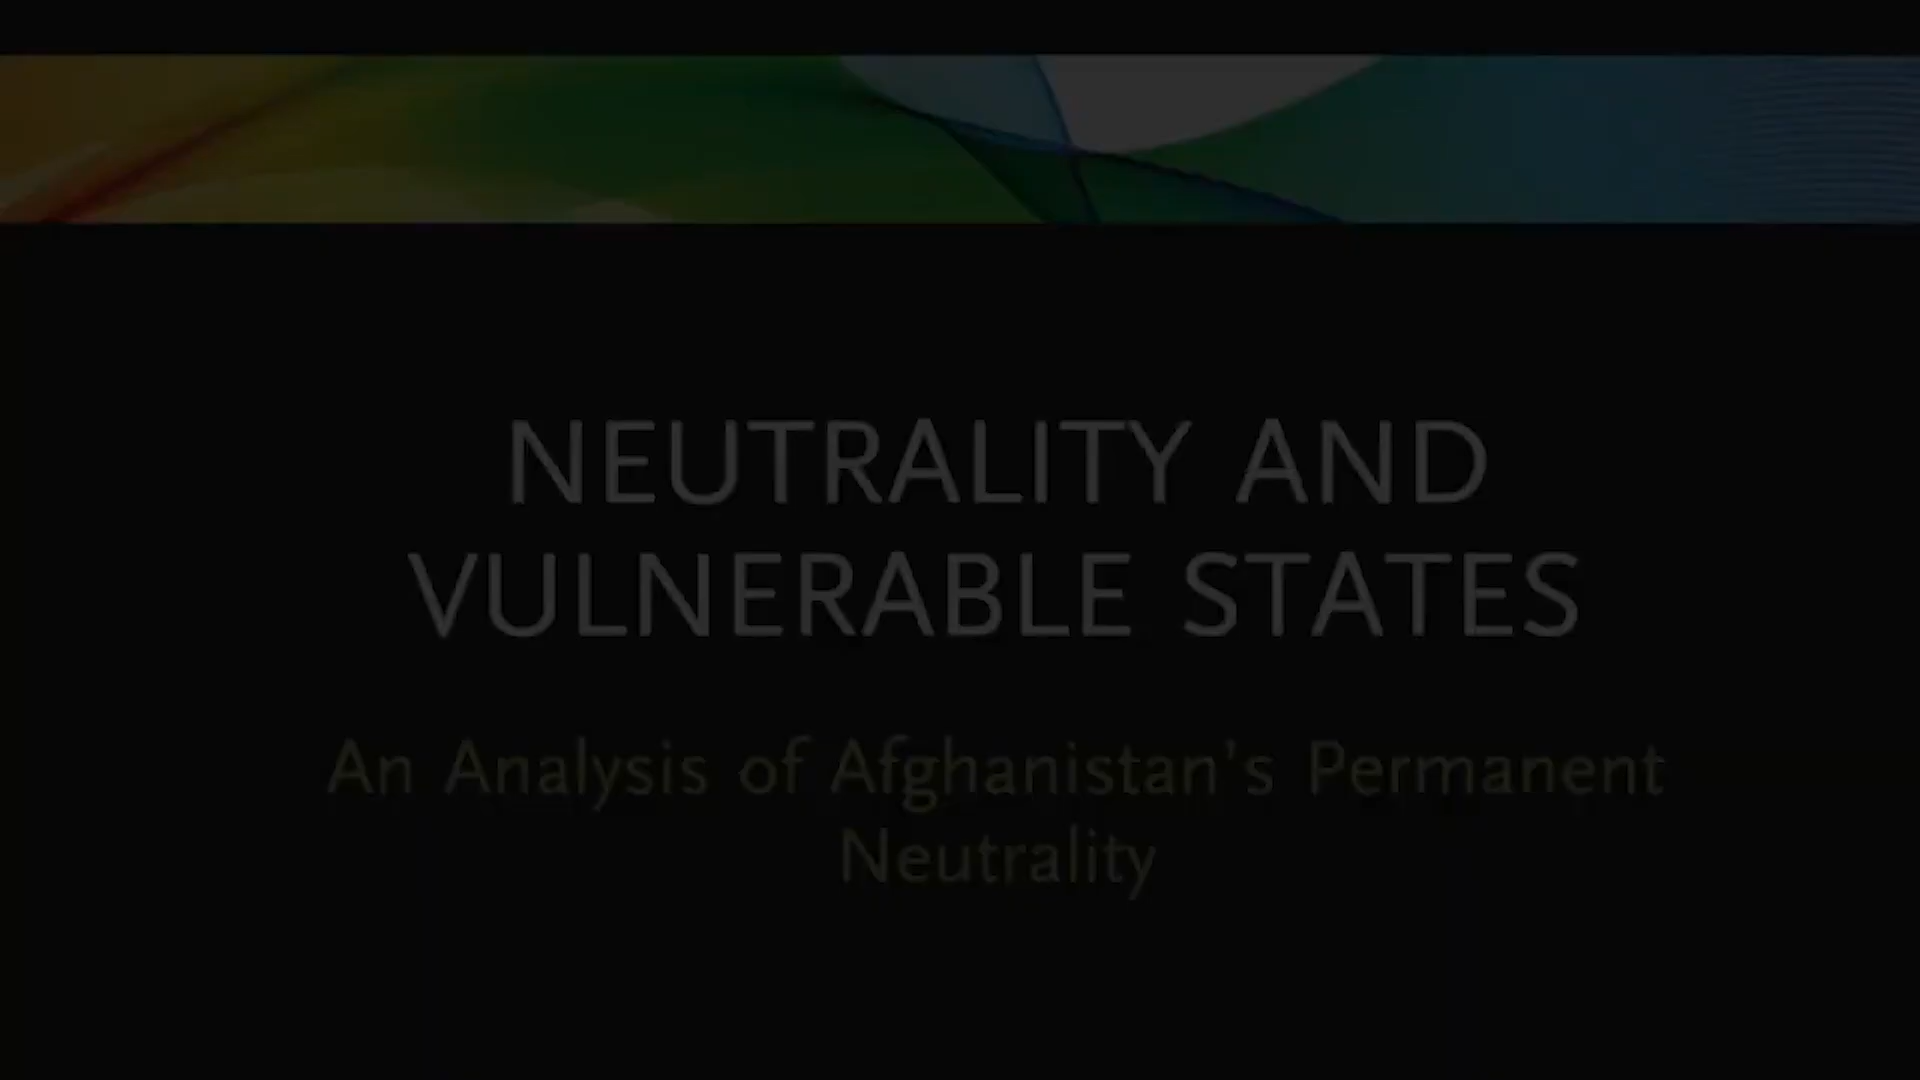 NEUTRALITY AND
VULNERABLE STATES
An Analysis of Afghanistan's Permanent
Neutrality